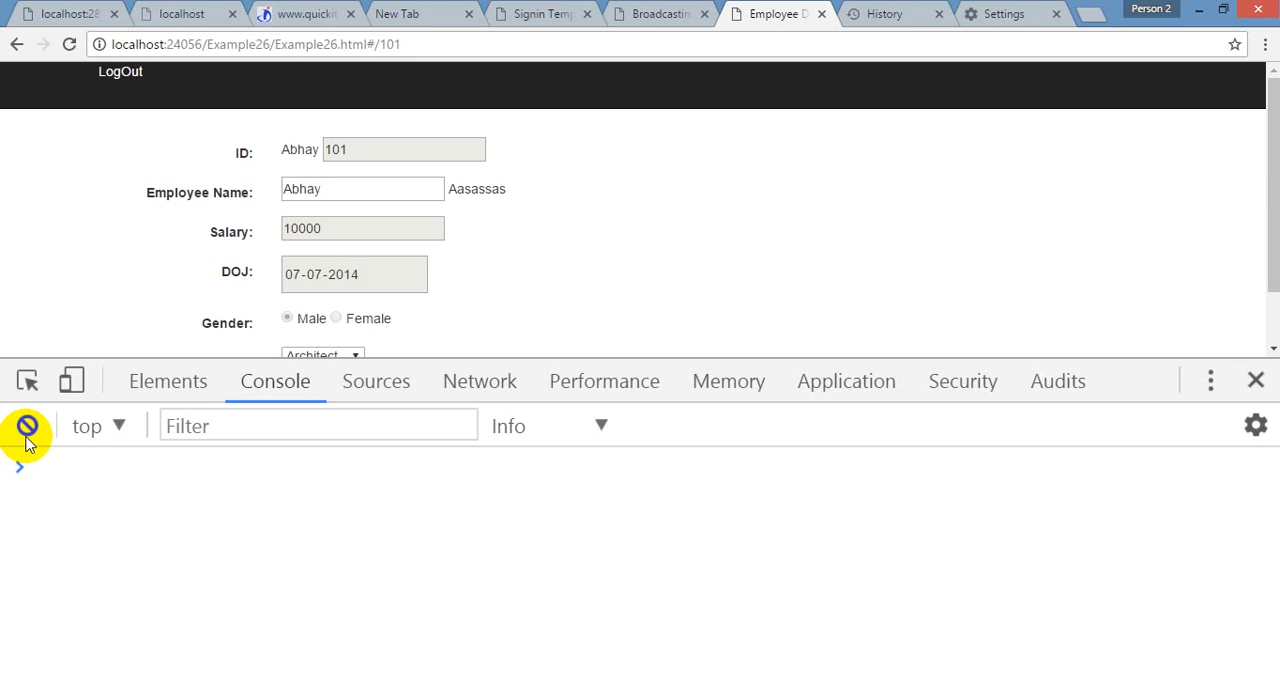 localhost:28
localhost
www.quickit
New Tab
Signin Temp
Broadcastin
Employee D
History
Settings
Person 2
localhost:24056/Example26/Example26.html#/101
LogOut
ID: Abhay 101
Employee Name: Abhay Aasassas
Salary: 10000
DOJ: 07-07-2014
Gender: Male Female
Architect
Elements Console Sources Network Performance Memory Application Security Audits
top Filter Info